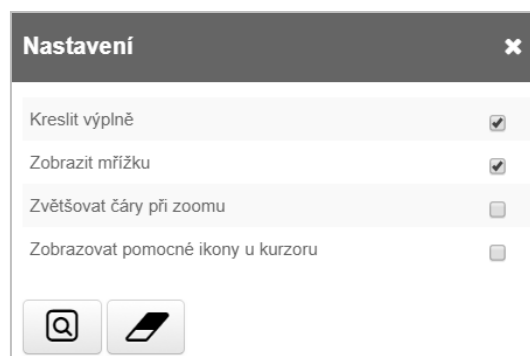 Nastavení
Kreslit výplně
Zobrazit mřížku
Zvětšovat čáry při zoomu
Zobrazovat pomocné ikony u kurzoru